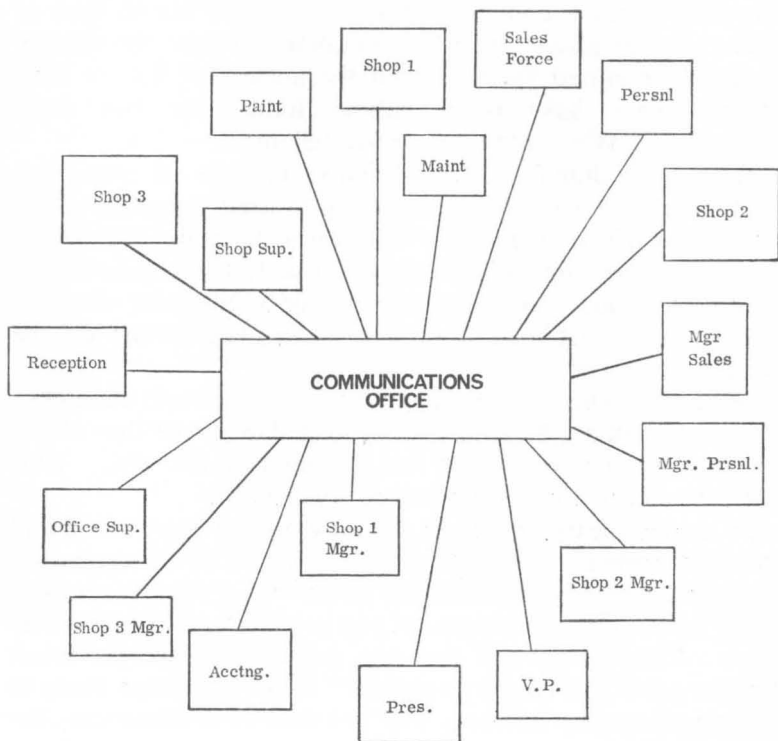 Sales
Force
Shop 1
Persnl
Paint
Maint
Shop 3
Shop 2
Shop Sup.
Mgr
Sales
Reception
COMMUNICATIONS
OFFICE
Mgr. Prsnl.
Office Sup.
Shop 1
Mgr.
Shop 2 Mgr.
Shop 3 Mgr.
Acctng.
V.P.
Pres.